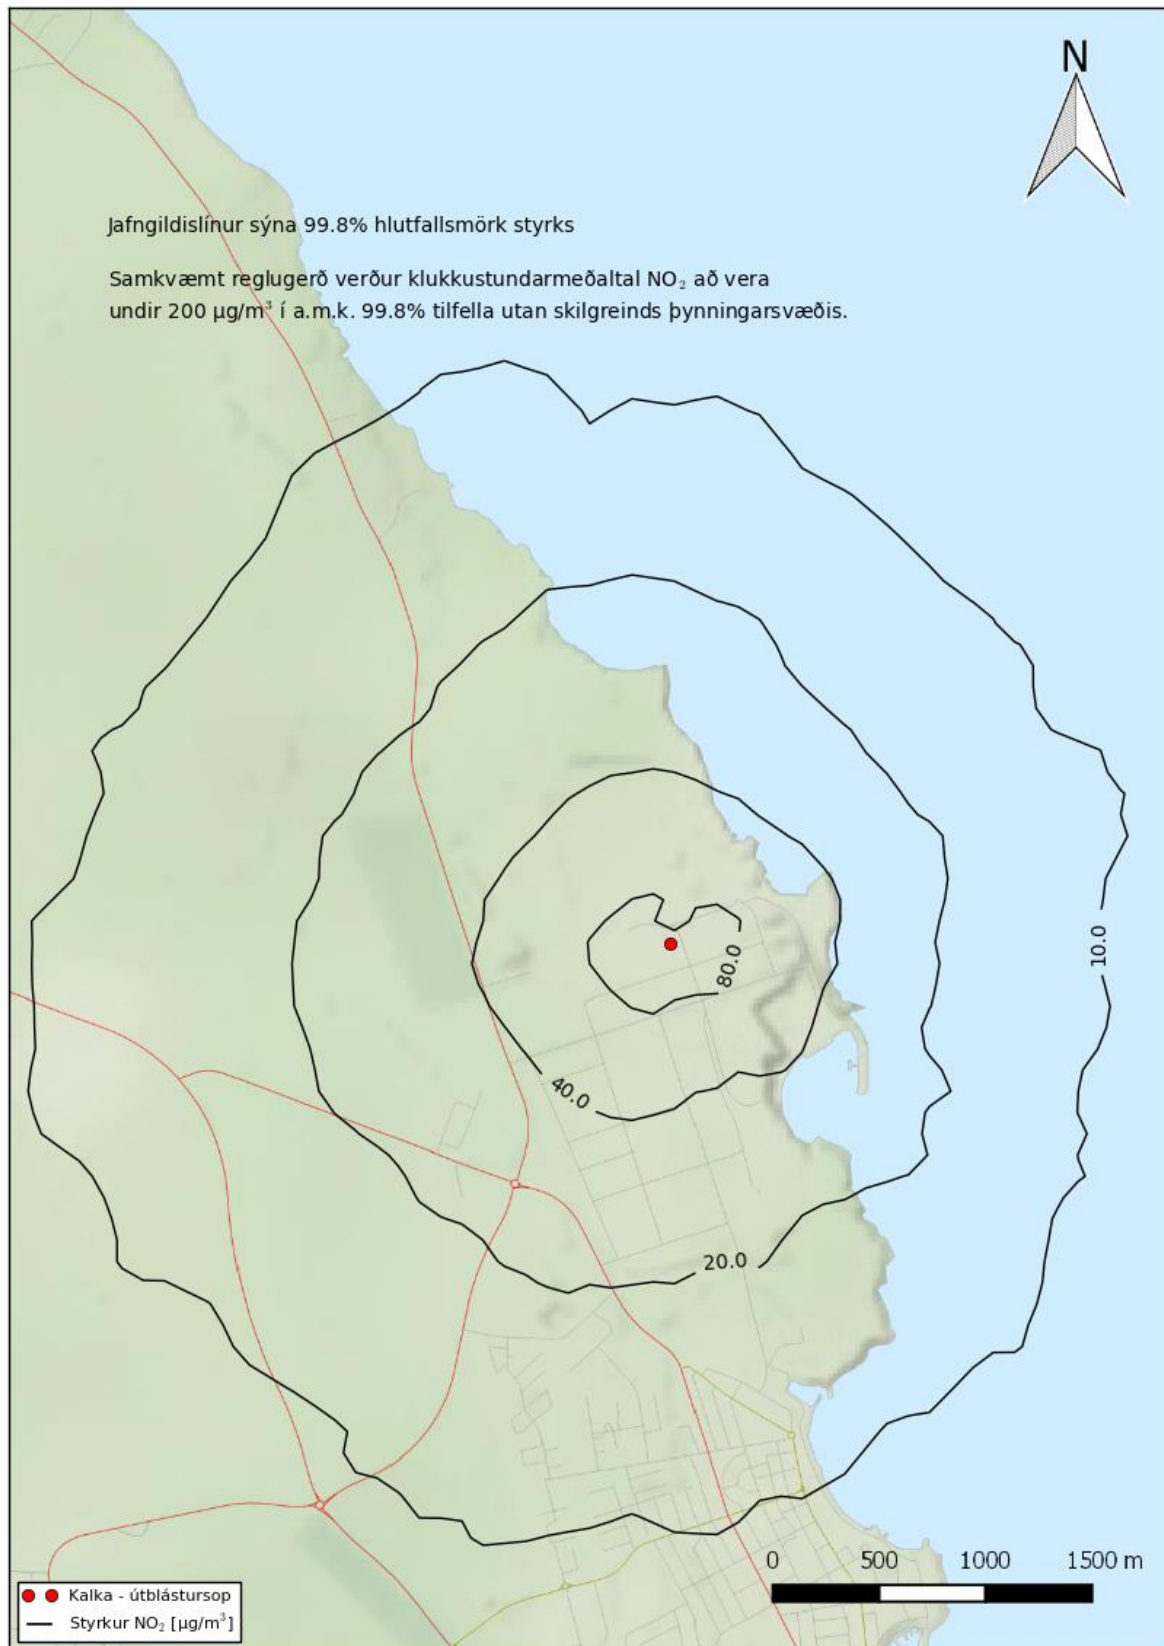 N
Jafngildislínur sýna 99.8% hlutfallsmörk styrks
Samkvæmt reglugerð verður klukkustundarmeðaltal NO₂ að vera
undir 200 µg/m³ í a.m.k. 99.8% tilfella utan skilgreinds þynningarsvæðis.
10.0
80.0
40.0
20.0
0 500 1000 1500 m
Kalka - útblástursop
Styrkur NO₂ [µg/m³]